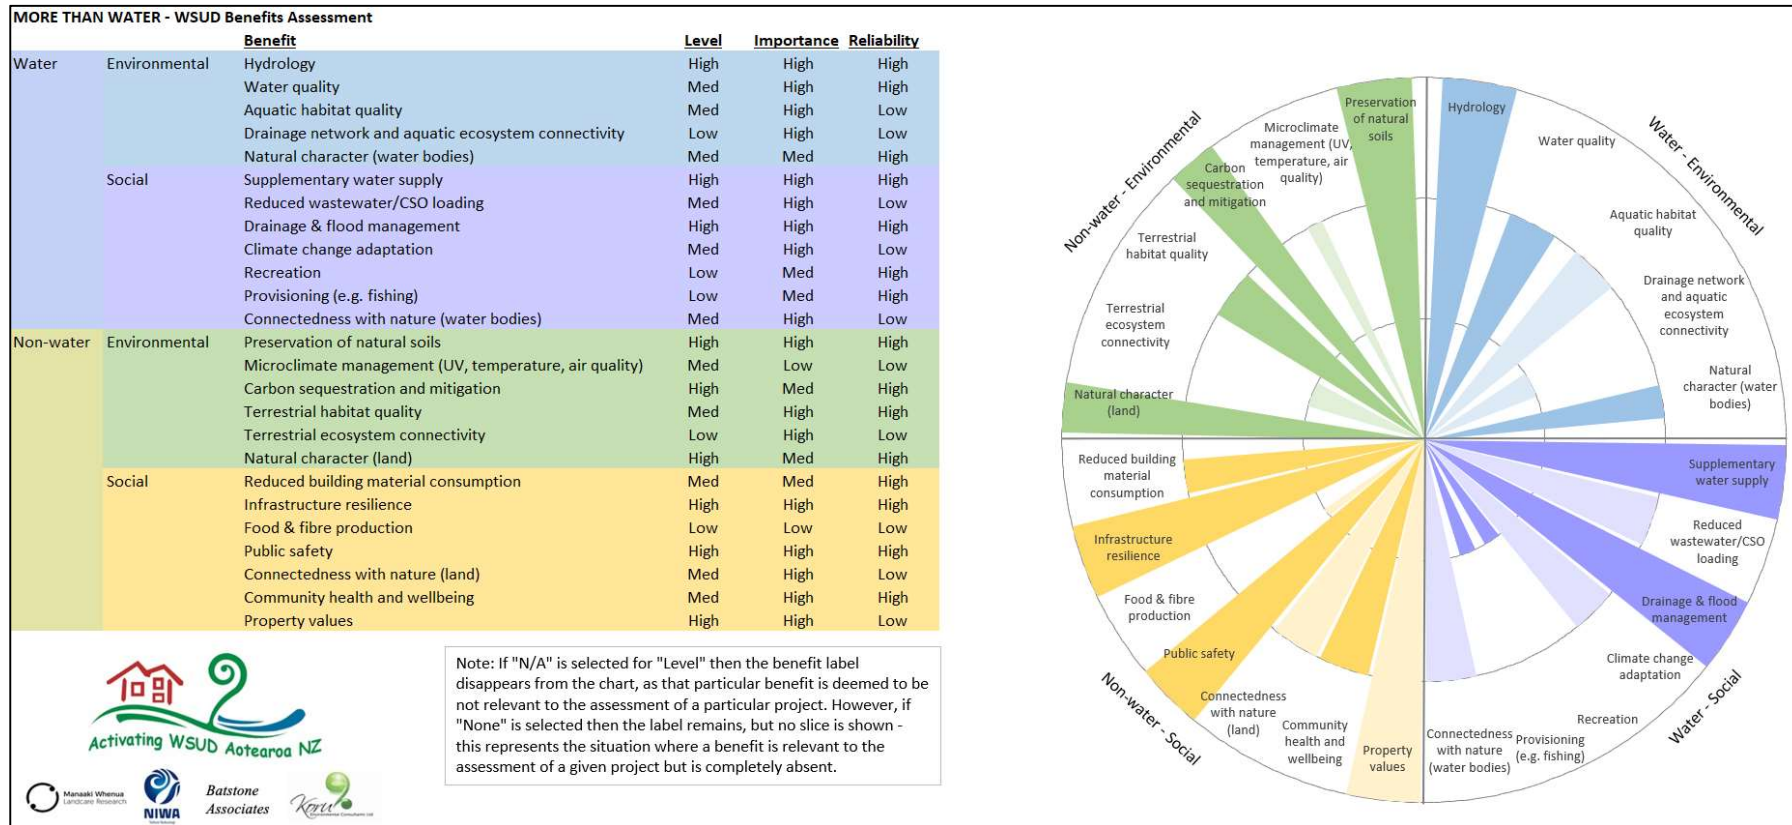 MORE THAN WATER - WSUD Benefits Assessment
Benefit Level Importance Reliability
Water Environmental Hydrology High High High
Water quality Med High High
Aquatic habitat quality Med High Low
Drainage network and aquatic ecosystem connectivity Low High Low
Natural character (water bodies) Med Med High
Social Supplementary water supply High High High
Reduced wastewater/CSO loading Med High Low
Drainage & flood management High High High
Climate change adaptation Med High Low
Recreation Low Med High
Provisioning (e.g. fishing) Low Med High
Connectedness with nature (water bodies) Med High Low
Non-water Environmental Preservation of natural soils High High High
Microclimate management (UV, temperature, air quality) Med Low Low
Carbon sequestration and mitigation High Med High
Terrestrial habitat quality Med High High
Terrestrial ecosystem connectivity Low High Low
Natural character (land) High Med High
Social Reduced building material consumption Med Med High
Infrastructure resilience High High High
Food & fibre production Low Low Low
Public safety High High High
Connectedness with nature (land) Med High Low
Community health and wellbeing Med High High
Property values High High Low
Activating WSUD Aotearoa NZ
Manaaki Whenua
Landcare Research
NIWA
Batstone
Associates
Koru
Environmental Consultants Ltd
Note: If "N/A" is selected for "Level" then the benefit label
disappears from the chart, as that particular benefit is deemed to be
not relevant to the assessment of a particular project. However, if
"None" is selected then the label remains, but no slice is shown -
this represents the situation where a benefit is relevant to the
assessment of a given project but is completely absent.
Non-water - Environmental
Preservation
of natural
soils
Microclimate
management (UV,
temperature, air
quality)
Carbon
sequestration
and mitigation
Terrestrial
habitat quality
Terrestrial
ecosystem
connectivity
Natural character
(land)
Water - Environmental
Hydrology
Water quality
Aquatic habitat
quality
Drainage network
and aquatic
ecosystem
connectivity
Natural
character (water
bodies)
Non-water - Social
Reduced building
material
consumption
Infrastructure
resilience
Food & fibre
production
Public safety
Connectedness
with nature
(land)
Community
health and
wellbeing
Property
values
Water - Social
Supplementary
water supply
Reduced
wastewater/CSO
loading
Drainage & flood
management
Climate change
adaptation
Recreation
Provisioning
(e.g. fishing)
Connectedness
with nature
(water bodies)